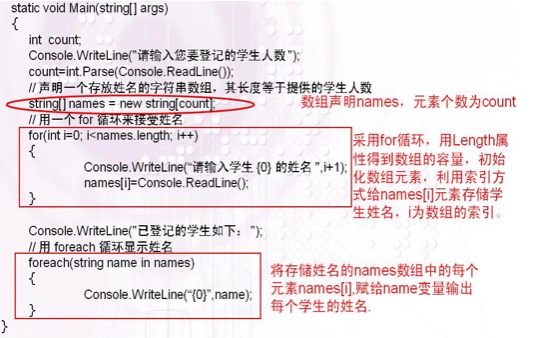 static void Main(string[] args)
{
int count;
Console.WriteLine("请输入您要登记的学生人数");
count=int.Parse(Console.ReadLine());
// 声明一个存放姓名的字符串数组，其长度等于提供的学生人数
string[] names = new string[count];
数组声明names，元素个数为count
// 用一个 for 循环来接受姓名
for(int i=0; i<names.length; i++)
{
Console.WriteLine("请输入学生{0} 的姓名 ",i+1);
names[i]=Console.ReadLine();
}
采用for循环，用Length属
性得到数组的容量，初始
化数组元素，利用索引方
式给names[i]元素存储学
生姓名，i为数组的索引。
Console.WriteLine("已登记的学生如下： ");
// 用 foreach 循环显示姓名
foreach(string name in names)
{
Console.WriteLine(“{0}”,name);
}
将存储姓名的names数组中的每个
元素names[i],赋给name变量输出
每个学生的姓名.
}